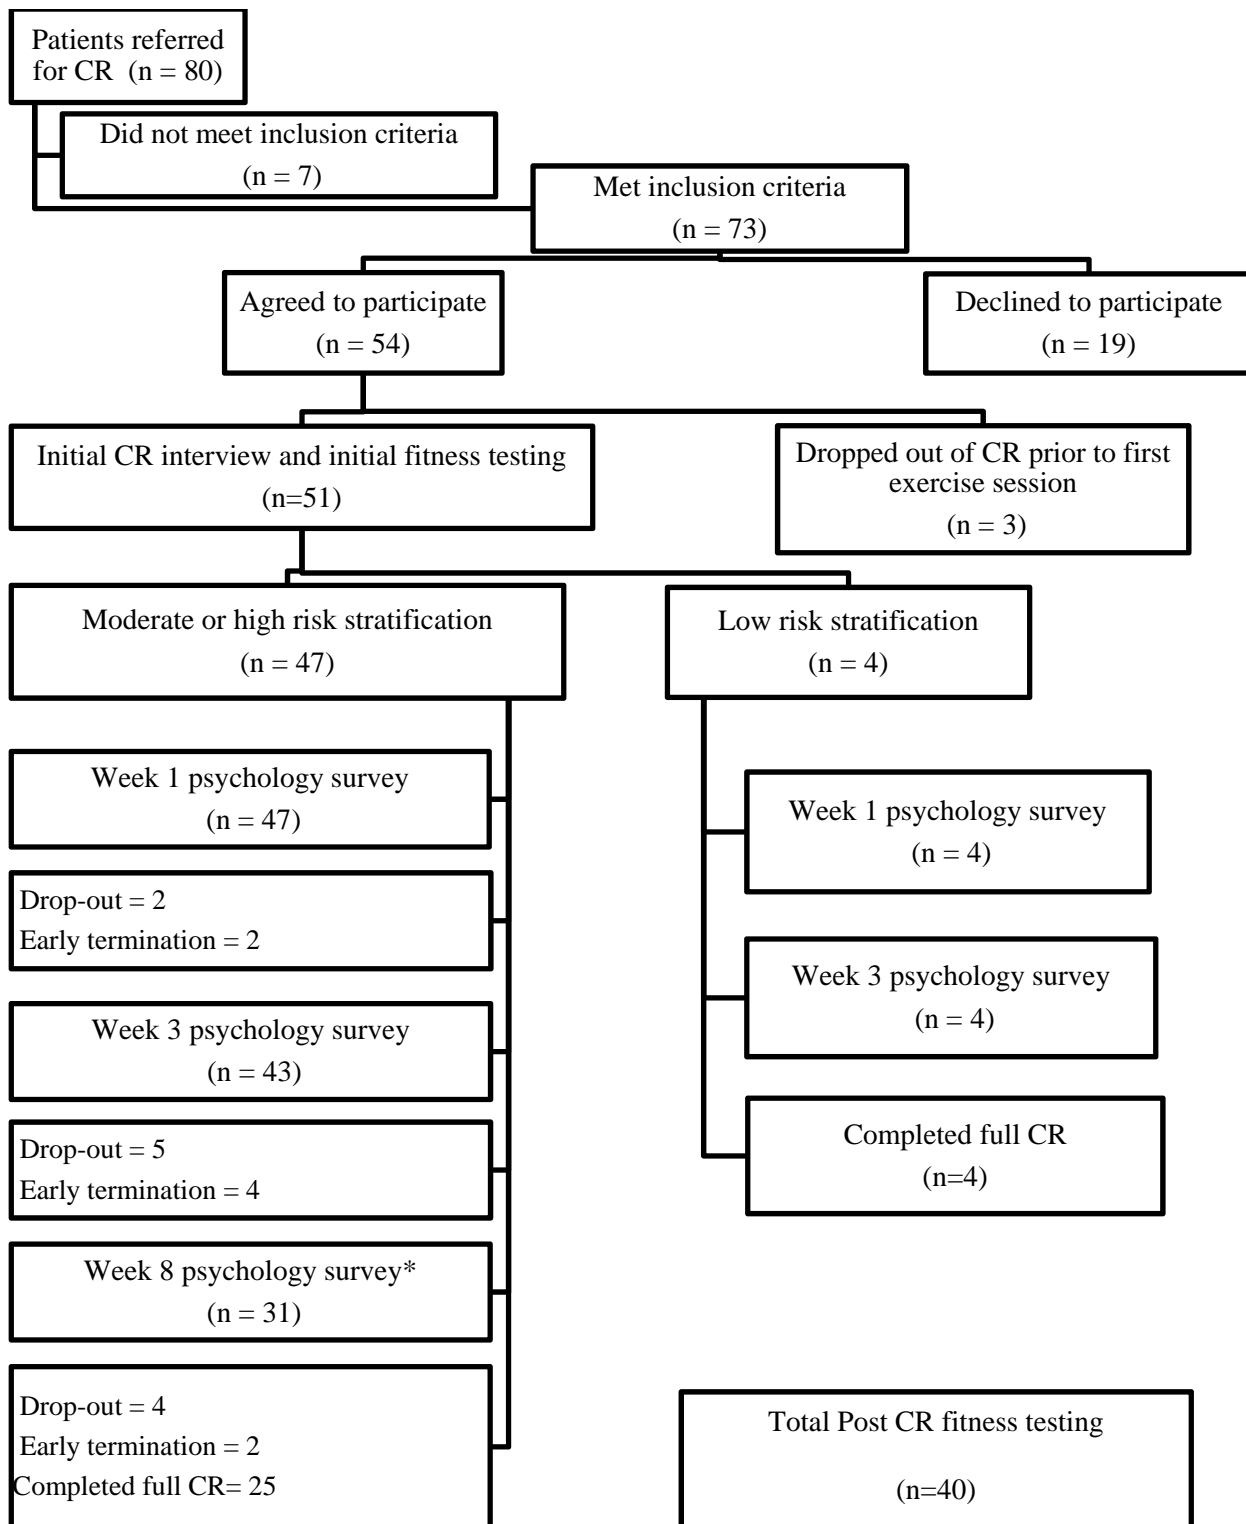 Patients referred
for CR (n = 80)
Did not meet inclusion criteria
(n = 7)
Met inclusion criteria
(n = 73)
Agreed to participate
(n = 54)
Declined to participate
(n = 19)
Initial CR interview and initial fitness testing
(n=51)
Dropped out of CR prior to first
exercise session
(n = 3)
Moderate or high risk stratification
(n = 47)
Low risk stratification
(n = 4)
Week 1 psychology survey
(n = 47)
Drop-out = 2
Early termination = 2
Week 3 psychology survey
(n = 43)
Drop-out = 5
Early termination = 4
Week 8 psychology survey*
(n = 31)
Drop-out = 4
Early termination = 2
Completed full CR= 25
Week 1 psychology survey
(n = 4)
Week 3 psychology survey
(n = 4)
Completed full CR
(n=4)
Total Post CR fitness testing
(n=40)